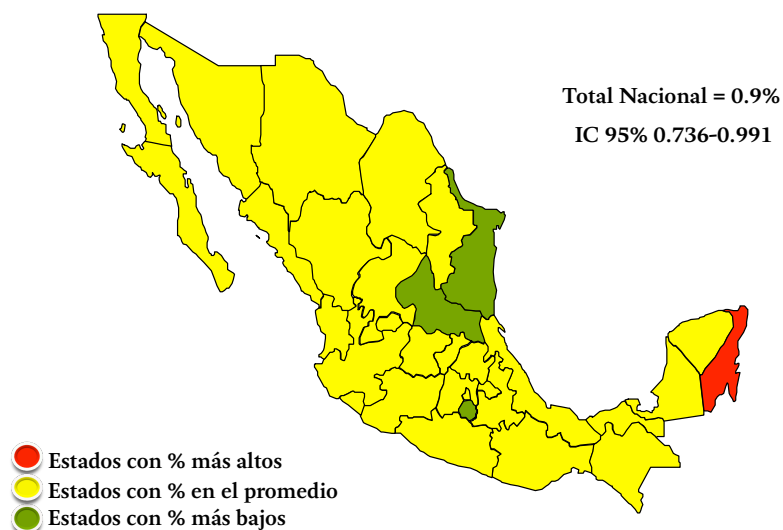 Total Nacional = 0.9%
IC 95% 0.736-0.991
Estados con % más altos
Estados con % en el promedio
Estados con % más bajos